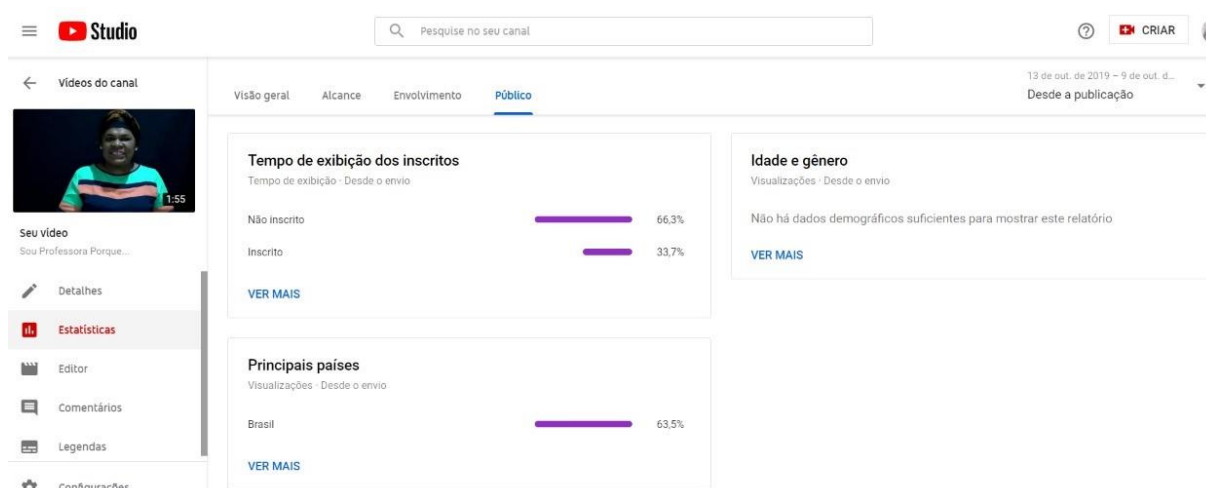 Studio
Pesquise no seu canal
CRIAR
Vídeos do canal
1:55
Seu vídeo
Sou Professora Porque...
Detalhes
Estatísticas
Editor
Comentários
Legendas
Configurações
Visão geral
Alcance
Envolvimento
Público
13 de out. de 2019 – 9 de out. d...
Desde a publicação
Tempo de exibição dos inscritos
Tempo de exibição · Desde o envio
Não inscrito 66,3%
Inscrito 33,7%
VER MAIS
Idade e gênero
Visualizações · Desde o envio
Não há dados demográficos suficientes para mostrar este relatório
VER MAIS
Principais países
Visualizações · Desde o envio
Brasil 63,5%
VER MAIS